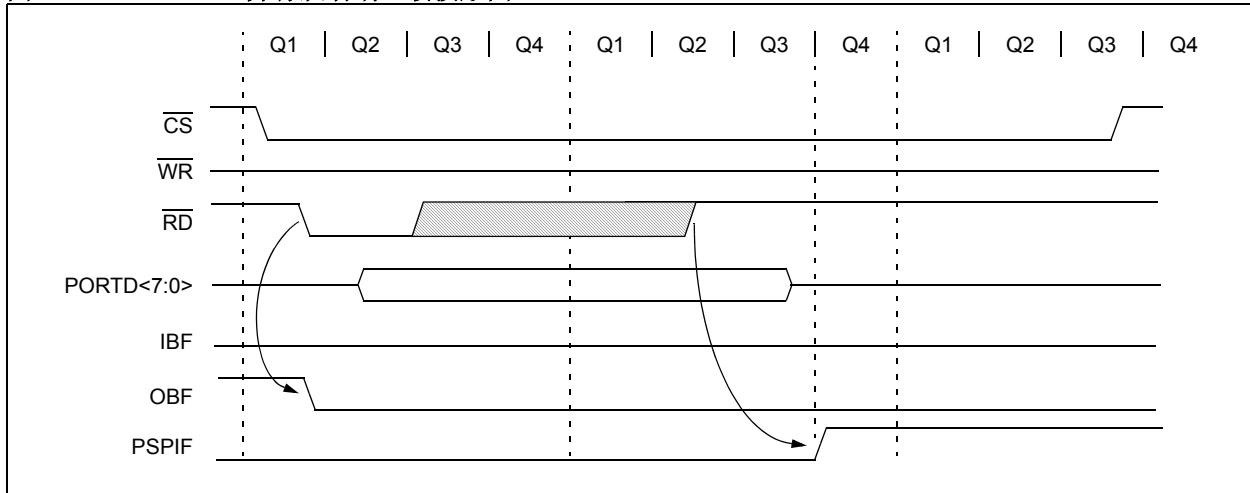 Q1 | Q2 | Q3 | Q4 Q1 | Q2 | Q3 Q4 Q1 | Q2 | Q3 | Q4
CS
WR
RD
PORTD<7:0>
IBF
OBF
PSPIF